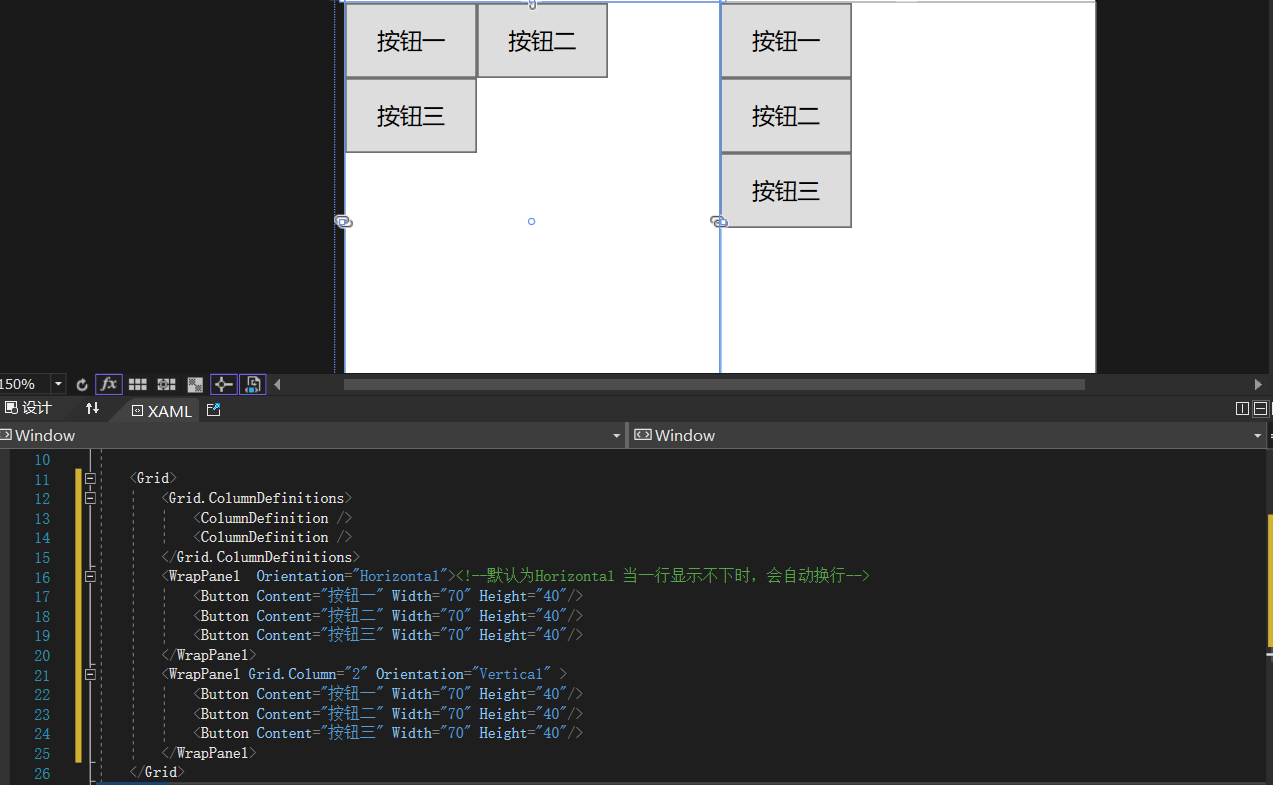 按钮一 按钮二 按钮一
按钮三 按钮二
按钮三
150% fx
设计 XAML
Window Window
10
11 <Grid>
12 <Grid.ColumnDefinitions>
13 <ColumnDefinition />
14 <ColumnDefinition />
15 </Grid.ColumnDefinitions>
16 <WrapPanel  Orientation="Horizontal"><!--默认为Horizontal 当一行显示不下时，会自动换行-->
17 <Button Content="按钮一" Width="70" Height="40"/>
18 <Button Content="按钮二" Width="70" Height="40"/>
19 <Button Content="按钮三" Width="70" Height="40"/>
20 </WrapPanel>
21 <WrapPanel Grid.Column="2" Orientation="Vertical" >
22 <Button Content="按钮一" Width="70" Height="40"/>
23 <Button Content="按钮二" Width="70" Height="40"/>
24 <Button Content="按钮三" Width="70" Height="40"/>
25 </WrapPanel>
26 </Grid>